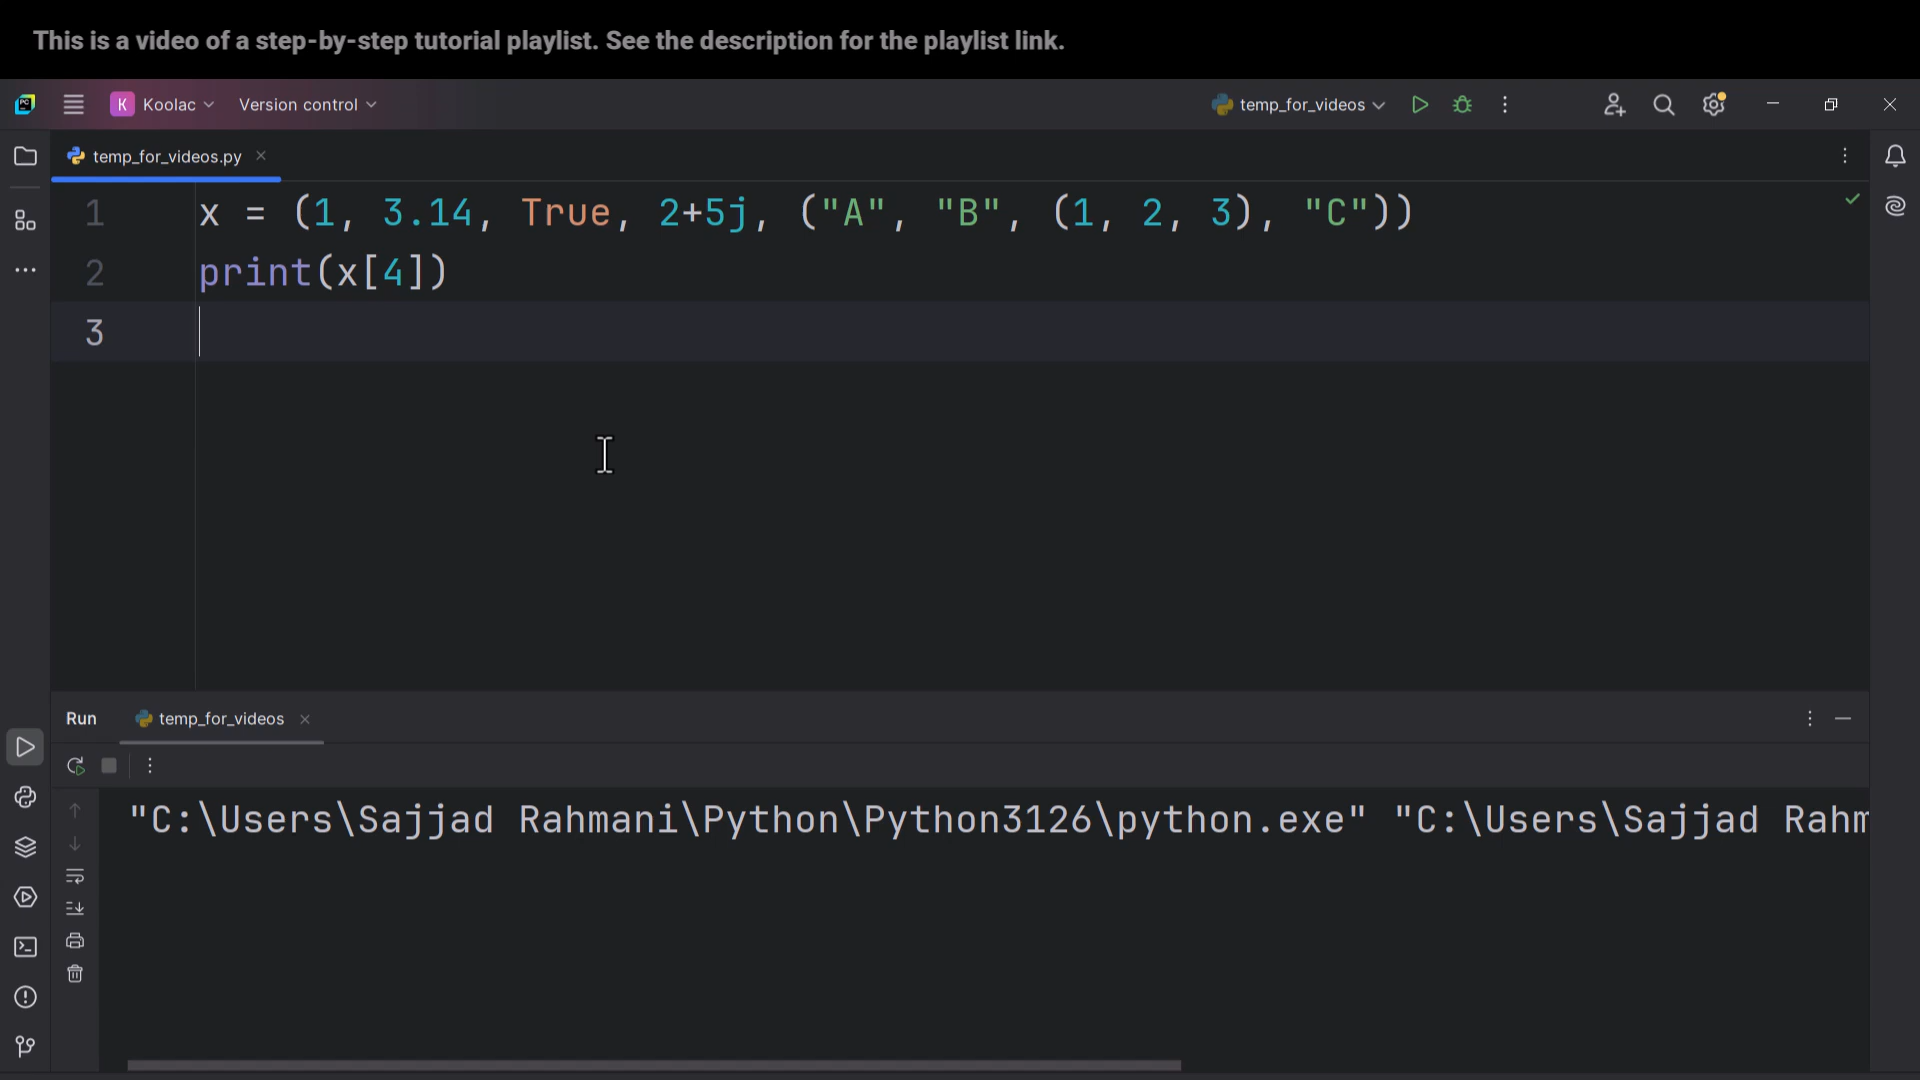 This is a video of a step-by-step tutorial playlist. See the description for the playlist link.
K Koolac Version control temp_for_videos
temp_for_videos.py
1 x = (1, 3.14, True, 2+5j, ("A", "B", (1, 2, 3), "C"))
2 print(x[4])
3
Run temp_for_videos
"C:\Users\Sajjad Rahmani\Python\Python3126\python.exe" "C:\Users\Sajjad Rahm